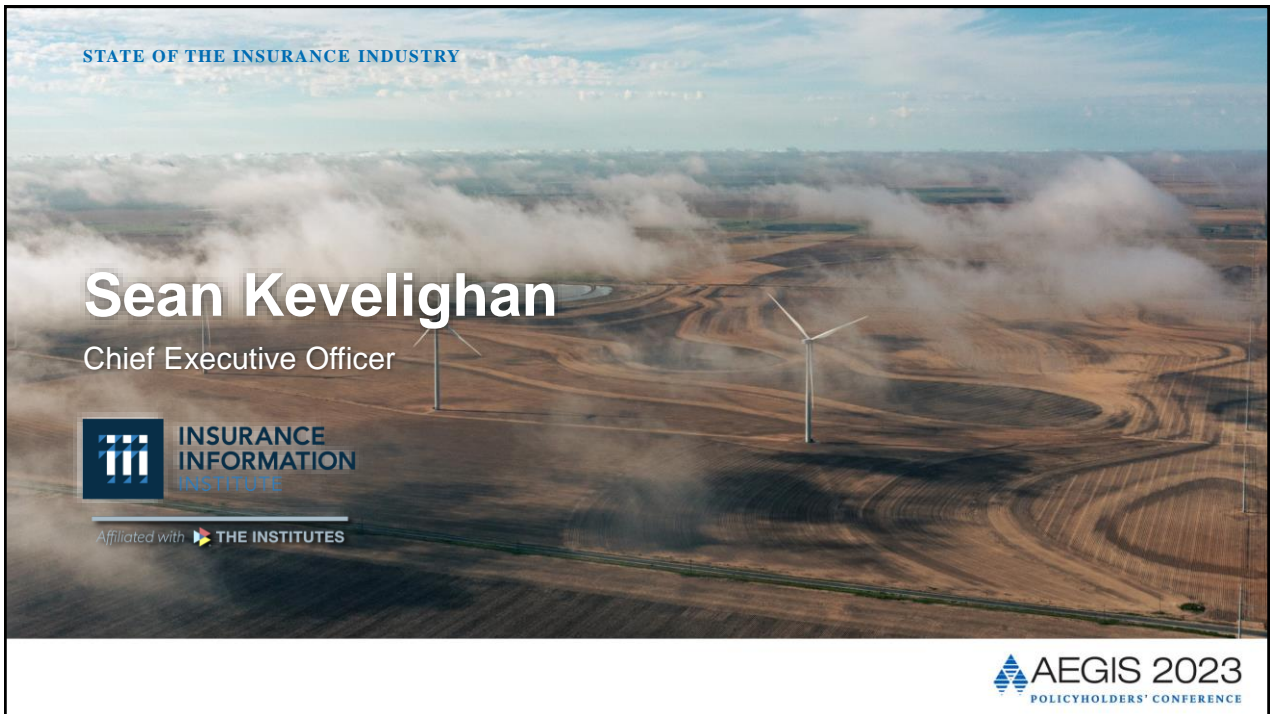 STATE OF THE INSURANCE INDUSTRY
Sean Kevelighan
Chief Executive Officer
INSURANCE
INFORMATION
INSTITUTE
Affiliated with THE INSTITUTES
AEGIS 2023
POLICYHOLDERS' CONFERENCE